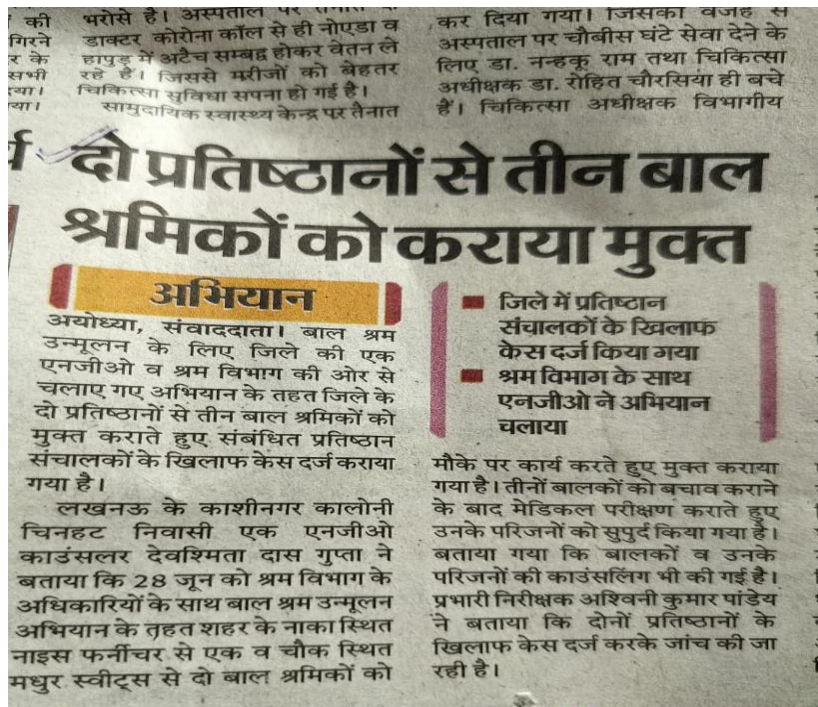 की
गिरने
र के
सभी
या।
भरोसे है। अस्पताल पर
डाक्टर कोरोना कॉल से ही नोएडा व
हापुड़ में अटैच सम्बद्व होकर वेतन ले
रहे हैं। जिससे मरीजों को बेहतर
चिकित्सा सुविधा सपना हो गई है।
सामुदायिक स्वास्थ्य केन्द्र पर तैनात
कर दिया गया। जिसकी वजह से
अस्पताल पर चौबीस घंटे सेवा देने के
लिए डा. नन्हकू राम तथा चिकित्सा
अधीक्षक डा. रोहित चौरसिया ही बचे
हैं। चिकित्सा अधीक्षक विभागीय
दो प्रतिष्ठानों से तीन बाल
श्रमिकों को कराया मुक्त
अभियान
अयोध्या, संवाददाता। बाल श्रम
उन्मूलन के लिए जिले की एक
एनजीओ व श्रम विभाग की ओर से
चलाए गए अभियान के तहत जिले के
दो प्रतिष्ठानों से तीन बाल श्रमिकों को
मुक्त कराते हुए संबंधित प्रतिष्ठान
संचालकों के खिलाफ केस दर्ज कराया
गया है।
लखनऊ के काशीनगर कालोनी
चिनहट निवासी एक एनजीओ
काउंसलर देवश्मिता दास गुप्ता ने
बताया कि 28 जून को श्रम विभाग के
अधिकारियों के साथ बाल श्रम उन्मूलन
अभियान के तहत शहर के नाका स्थित
नाइस फर्नीचर से एक व चौक स्थित
मधुर स्वीट्स से दो बाल श्रमिकों को
जिले में प्रतिष्ठान
संचालकों के खिलाफ
केस दर्ज किया गया
श्रम विभाग के साथ
एनजीओ ने अभियान
चलाया
मौके पर कार्य करते हुए मुक्त कराया
गया है। तीनों बालकों को बचाव कराने
के बाद मेडिकल परीक्षण कराते हुए
उनके परिजनों को सुपुर्द किया गया है।
बताया गया कि बालकों व उनके
परिजनों की काउंसलिंग भी की गई है।
प्रभारी निरीक्षक अश्विनी कुमार पांडेय
ने बताया कि दोनों प्रतिष्ठानों के
खिलाफ केस दर्ज करके जांच की जा
रही है।